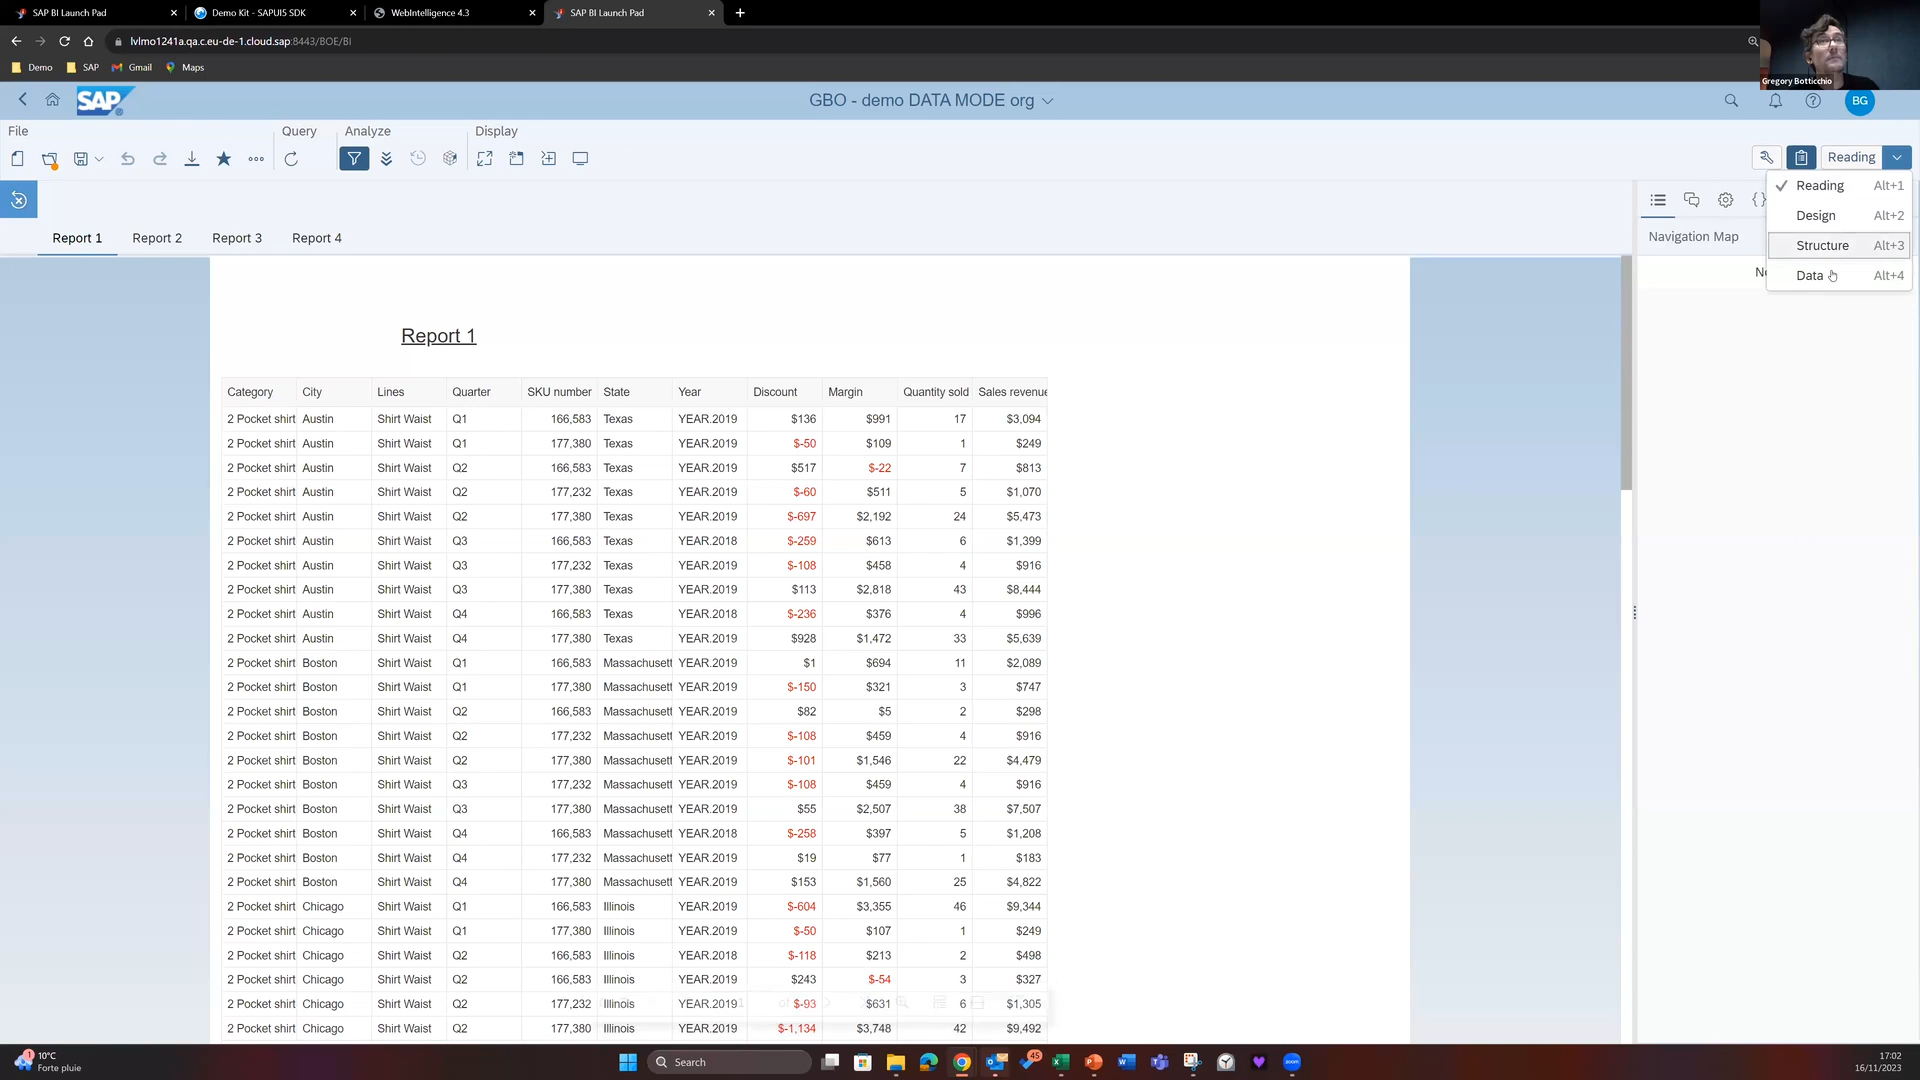 SAP BI Launch Pad
Demo Kit - SAPUI5 SDK
WebIntelligence 4.3
SAP BI Launch Pad
lvlmo1241a.qa.c.eu-de-1.cloud.sap:8443/BOE/BI
Demo
SAP
Gmail
Maps
Gregory Botticchio
SAP
GBO - demo DATA MODE org
BG
File
Query
Analyze
Display
Reading
Reading Alt+1
Design Alt+2
Structure Alt+3
Data Alt+4
Navigation Map
Report 1
Report 2
Report 3
Report 4
Report 1
Category City Lines Quarter SKU number State Year Discount Margin Quantity sold Sales revenue
2 Pocket shirt Austin Shirt Waist Q1 166,583 Texas YEAR.2019 $136 $991 17 $3,094
2 Pocket shirt Austin Shirt Waist Q1 177,380 Texas YEAR.2019 $-50 $109 1 $249
2 Pocket shirt Austin Shirt Waist Q2 166,583 Texas YEAR.2019 $517 $-22 7 $813
2 Pocket shirt Austin Shirt Waist Q2 177,232 Texas YEAR.2019 $-60 $511 5 $1,070
2 Pocket shirt Austin Shirt Waist Q2 177,380 Texas YEAR.2019 $-697 $2,192 24 $5,473
2 Pocket shirt Austin Shirt Waist Q3 166,583 Texas YEAR.2018 $-259 $613 6 $1,399
2 Pocket shirt Austin Shirt Waist Q3 177,232 Texas YEAR.2019 $-108 $458 4 $916
2 Pocket shirt Austin Shirt Waist Q3 177,380 Texas YEAR.2019 $113 $2,818 43 $8,444
2 Pocket shirt Austin Shirt Waist Q4 166,583 Texas YEAR.2018 $-236 $376 4 $996
2 Pocket shirt Austin Shirt Waist Q4 177,380 Texas YEAR.2019 $928 $1,472 33 $5,639
2 Pocket shirt Boston Shirt Waist Q1 166,583 Massachusett YEAR.2019 $1 $694 11 $2,089
2 Pocket shirt Boston Shirt Waist Q1 177,380 Massachusett YEAR.2019 $-150 $321 3 $747
2 Pocket shirt Boston Shirt Waist Q2 166,583 Massachusett YEAR.2019 $82 $5 2 $298
2 Pocket shirt Boston Shirt Waist Q2 177,232 Massachusett YEAR.2019 $-108 $459 4 $916
2 Pocket shirt Boston Shirt Waist Q2 177,380 Massachusett YEAR.2019 $-101 $1,546 22 $4,479
2 Pocket shirt Boston Shirt Waist Q3 177,232 Massachusett YEAR.2019 $-108 $459 4 $916
2 Pocket shirt Boston Shirt Waist Q3 177,380 Massachusett YEAR.2019 $55 $2,507 38 $7,507
2 Pocket shirt Boston Shirt Waist Q4 166,583 Massachusett YEAR.2018 $-258 $397 5 $1,208
2 Pocket shirt Boston Shirt Waist Q4 177,232 Massachusett YEAR.2019 $19 $77 1 $183
2 Pocket shirt Boston Shirt Waist Q4 177,380 Massachusett YEAR.2019 $153 $1,560 25 $4,822
2 Pocket shirt Chicago Shirt Waist Q1 166,583 Illinois YEAR.2019 $-604 $3,355 46 $9,344
2 Pocket shirt Chicago Shirt Waist Q1 177,380 Illinois YEAR.2019 $-50 $107 1 $249
2 Pocket shirt Chicago Shirt Waist Q2 166,583 Illinois YEAR.2018 $-118 $213 2 $498
2 Pocket shirt Chicago Shirt Waist Q2 166,583 Illinois YEAR.2019 $243 $-54 3 $327
2 Pocket shirt Chicago Shirt Waist Q2 177,232 Illinois YEAR.2019 $-93 $631 6 $1,305
2 Pocket shirt Chicago Shirt Waist Q2 177,380 Illinois YEAR.2019 $-1,134 $3,748 42 $9,492
1
10°C
Forte pluie
Search
45
17:02
16/11/2023